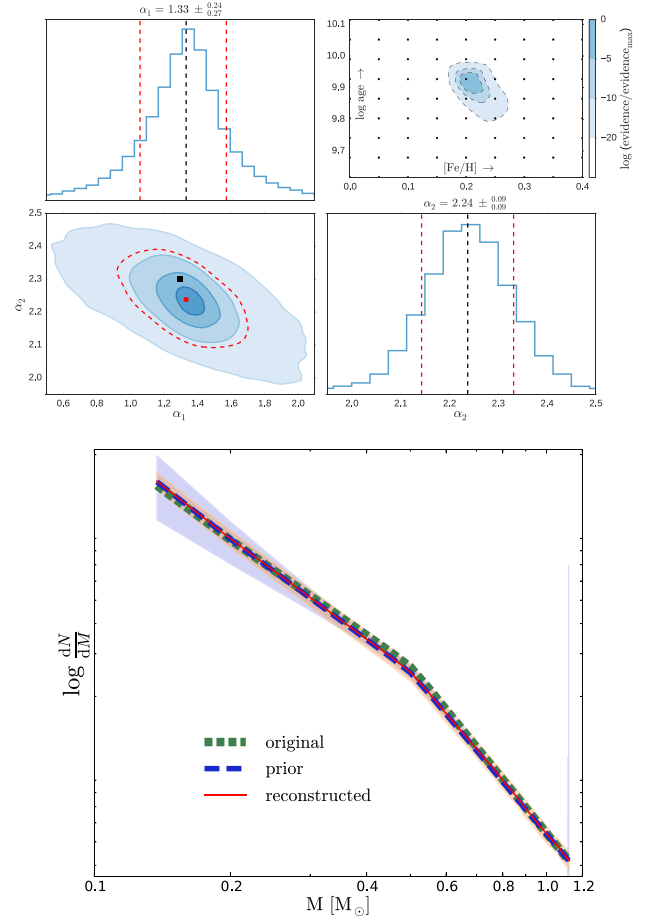 α₁ = 1.33 ± 0.24 0.27
10.1
10.0
9.9
9.8
9.7
log age →
[Fe/H] →
0.0 0.1 0.2 0.3 0.4
0
−5
−10
−20
log (evidence/evidence_max)
2.5
2.4
2.3
2.2
2.1
2.0
α₂
0.6 0.8 1.0 1.2 1.4 1.6 1.8 2.0
α₁
α₂ = 2.24 ± 0.09 0.09
2.0 2.1 2.2 2.3 2.4 2.5
α₂
log dN/dM
original
prior
reconstructed
0.1 0.2 0.4 0.6 0.8 1.0 1.2
M [M☉]